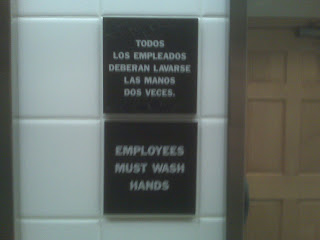 TODOS
LOS EMPLEADOS
DEBERAN LAVARSE
LAS MANOS
DOS VECES.
EMPLOYEES
MUST WASH
HANDS